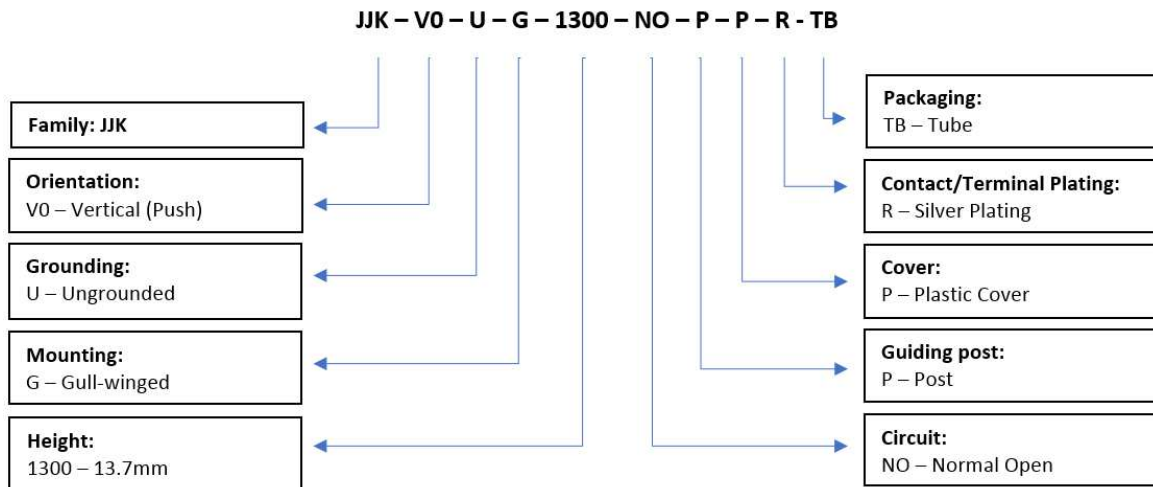 JJK – V0 – U – G – 1300 – NO – P – P – R - TB
Family: JJK
Orientation:
V0 – Vertical (Push)
Grounding:
U – Ungrounded
Mounting:
G – Gull-winged
Height:
1300 – 13.7mm
Packaging:
TB – Tube
Contact/Terminal Plating:
R – Silver Plating
Cover:
P – Plastic Cover
Guiding post:
P – Post
Circuit:
NO – Normal Open